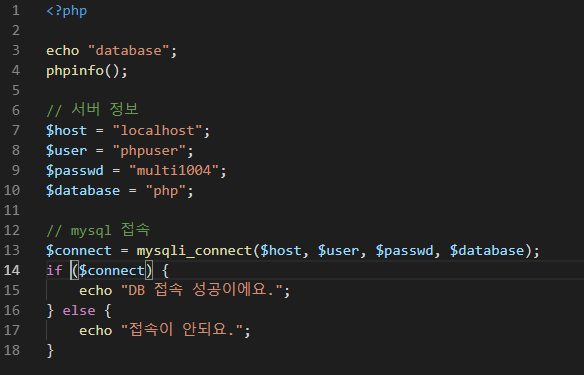 1 <?php
2
3 echo "database";
4 phpinfo();
5
6 // 서버 정보
7 $host = "localhost";
8 $user = "phpuser";
9 $passwd = "multi1004";
10 $database = "php";
11
12 // mysql 접속
13 $connect = mysqli_connect($host, $user, $passwd, $database);
14 if ($connect) {
15     echo "DB 접속 성공이에요.";
16 } else {
17     echo "접속이 안되요.";
18 }